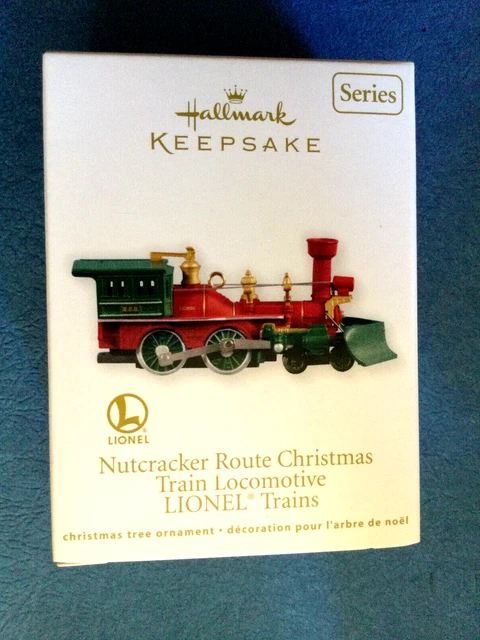 Hallmark
KEEPSAKE
Series
LIONEL
Nutcracker Route Christmas
Train Locomotive
LIONEL® Trains
christmas tree ornament • décoration pour l'arbre de noël